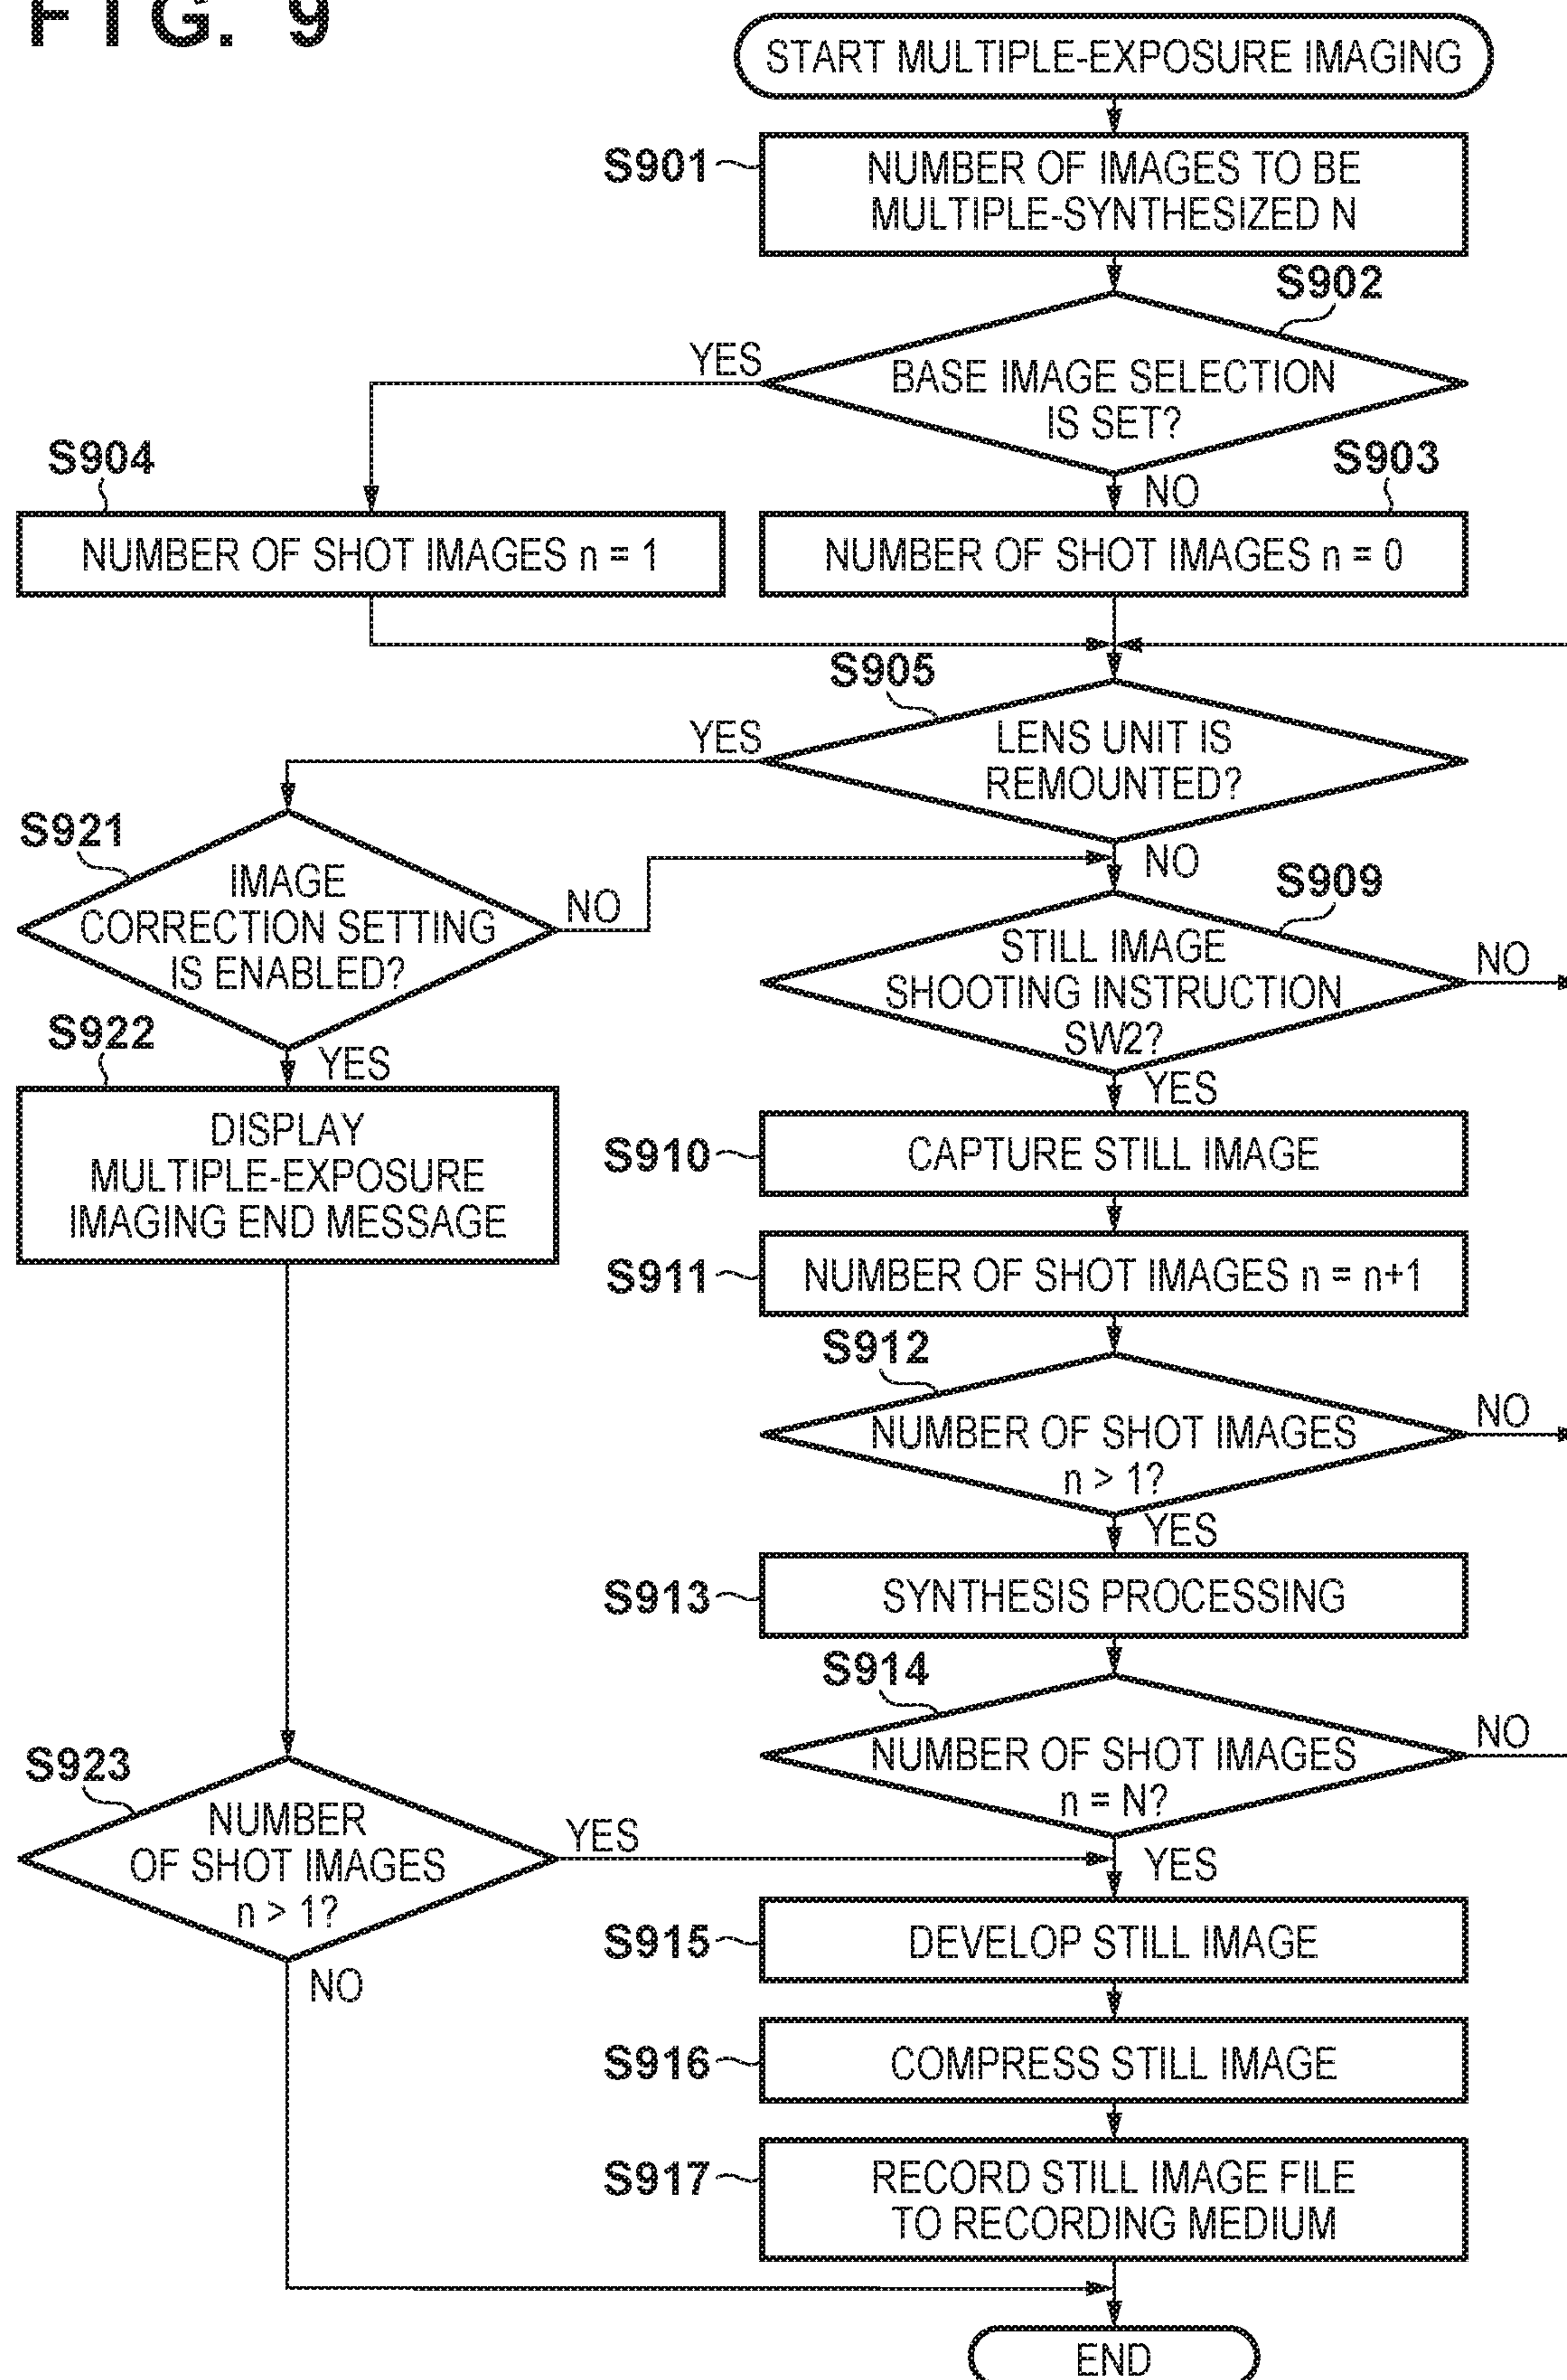 FIG. 9
START MULTIPLE-EXPOSURE IMAGING
S901
NUMBER OF IMAGES TO BE
MULTIPLE-SYNTHESIZED N
S902
BASE IMAGE SELECTION
IS SET?
YES
NO
S904
NUMBER OF SHOT IMAGES n = 1
S903
NUMBER OF SHOT IMAGES n = 0
S905
LENS UNIT IS
REMOUNTED?
YES
NO
S921
IMAGE
CORRECTION SETTING
IS ENABLED?
NO
YES
S909
STILL IMAGE
SHOOTING INSTRUCTION
SW2?
NO
YES
S922
DISPLAY
MULTIPLE-EXPOSURE
IMAGING END MESSAGE
S910
CAPTURE STILL IMAGE
S911
NUMBER OF SHOT IMAGES n = n+1
S912
NUMBER OF SHOT IMAGES
n > 1?
NO
YES
S913
SYNTHESIS PROCESSING
S914
NUMBER OF SHOT IMAGES
n = N?
NO
YES
S923
NUMBER
OF SHOT IMAGES
n > 1?
YES
NO
S915
DEVELOP STILL IMAGE
S916
COMPRESS STILL IMAGE
S917
RECORD STILL IMAGE FILE
TO RECORDING MEDIUM
END